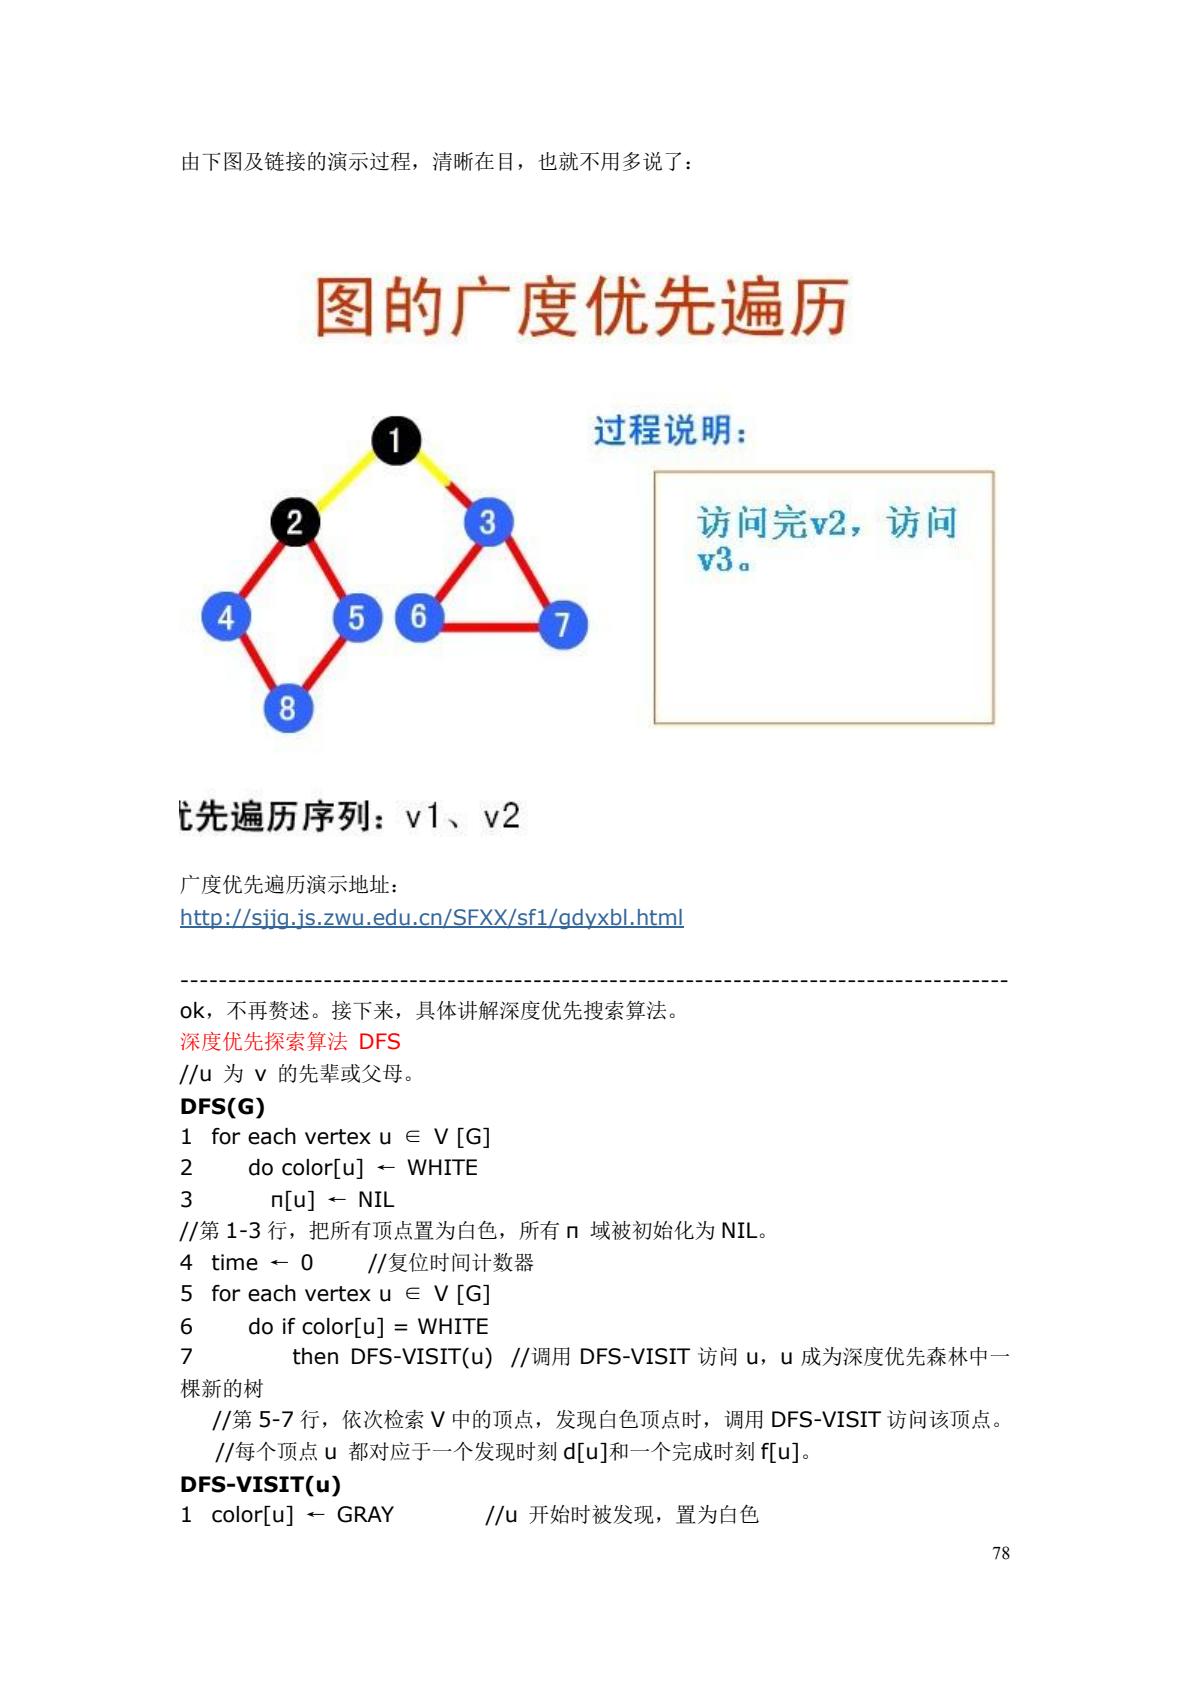 由下图及链接的演示过程，清晰在目，也就不用多说了：
图的广度优先遍历
过程说明：
1
2
3
4
5
6
7
8
访问完v2，访问
v3。
先遍历序列：v1、v2
广度优先遍历演示地址：
http://sjjg.js.zwu.edu.cn/SFXX/sf1/gdyxbl.html
--------------------------------------------------------------------------------------
ok，不再赘述。接下来，具体讲解深度优先搜索算法。
深度优先探索算法 DFS
//u 为 v 的先辈或父母。
DFS(G)
1 for each vertex u ∈ V [G]
2 do color[u] ← WHITE
3 π[u] ← NIL
//第 1-3 行，把所有顶点置为白色，所有 π 域被初始化为 NIL。
4 time ← 0 //复位时间计数器
5 for each vertex u ∈ V [G]
6 do if color[u] = WHITE
7 then DFS-VISIT(u) //调用 DFS-VISIT 访问 u，u 成为深度优先森林中一
棵新的树
//第 5-7 行，依次检索 V 中的顶点，发现白色顶点时，调用 DFS-VISIT 访问该顶点。
//每个顶点 u 都对应于一个发现时刻 d[u]和一个完成时刻 f[u]。
DFS-VISIT(u)
1 color[u] ← GRAY //u 开始时被发现，置为白色
78